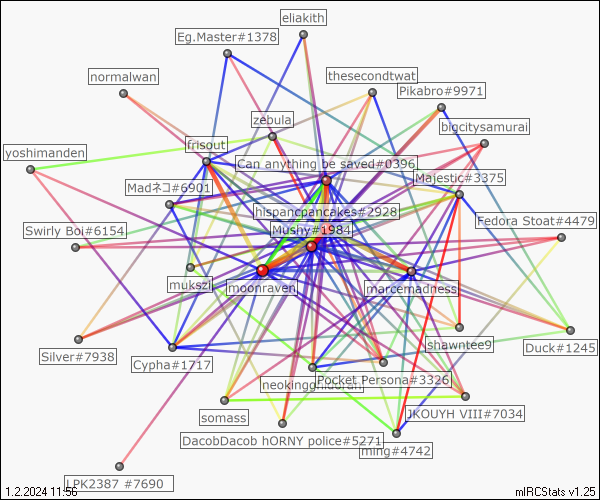 eliakith
Eg.Master#1378
normalwan
thesecondtwat
Pikabro#9971
zebula
bigcitysamurai
frisout
yoshimanden
Can anything be saved#0396
Majestic#3375
Madネコ#6901
hispancpancakes#2928
Fedora Stoat#4479
Swirly Boi#6154
Mushy#1984
mukszli
moonraven
marcemadness
shawntee9
Duck#1245
Silver#7938
Cypha#1717
Pocket Persona#3326
somass
JKOUYH VIII#7034
DacobDacob hORNY police#5271
ming#4742
LPK2387 #7690
1.2.2024 11:56
mIRCStats v1.25